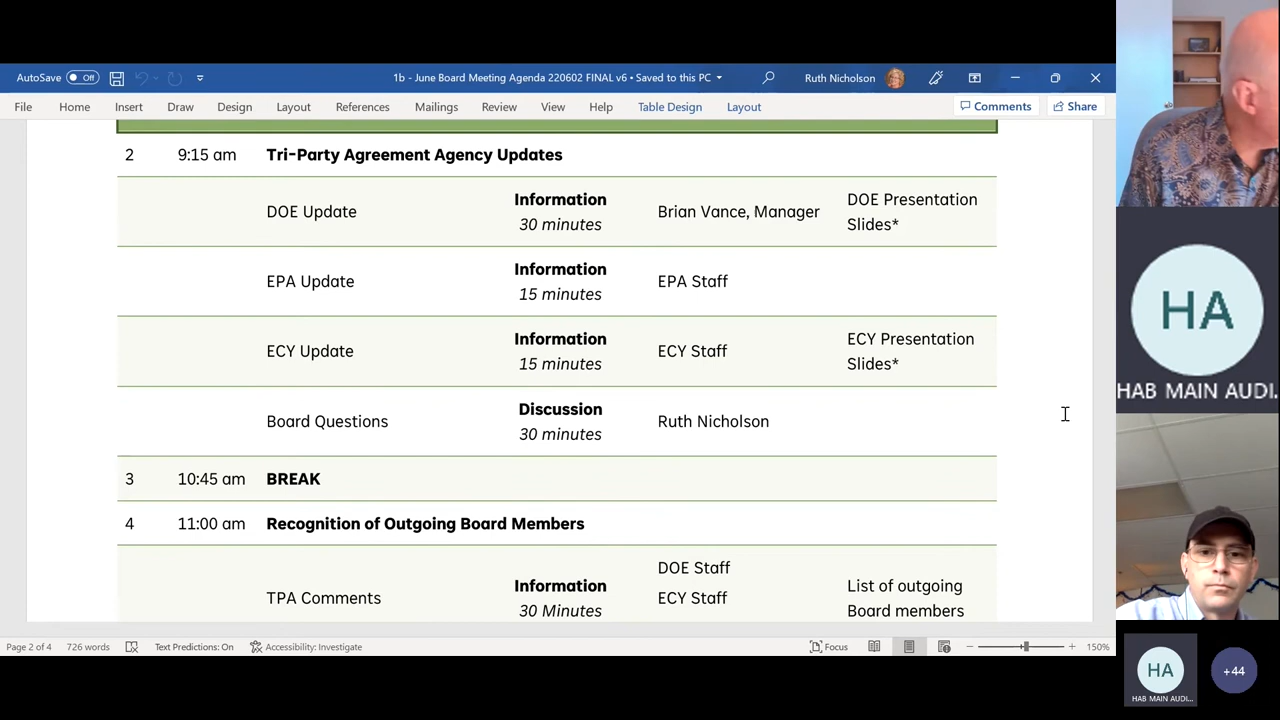 AutoSave Off
1b - June Board Meeting Agenda 220602 FINAL v6 • Saved to this PC
Ruth Nicholson
File Home Insert Draw Design Layout References Mailings Review View Help Table Design Layout Comments Share
2 9:15 am Tri-Party Agreement Agency Updates
DOE Update Information 30 minutes Brian Vance, Manager DOE Presentation Slides*
EPA Update Information 15 minutes EPA Staff
ECY Update Information 15 minutes ECY Staff ECY Presentation Slides*
Board Questions Discussion 30 minutes Ruth Nicholson
3 10:45 am BREAK
4 11:00 am Recognition of Outgoing Board Members
TPA Comments Information 30 Minutes DOE Staff ECY Staff List of outgoing Board members
Page 2 of 4 726 words Text Predictions: On Accessibility: Investigate Focus 150%
HA
HAB MAIN AUDI...
HA
HAB MAIN AUDI...
+44